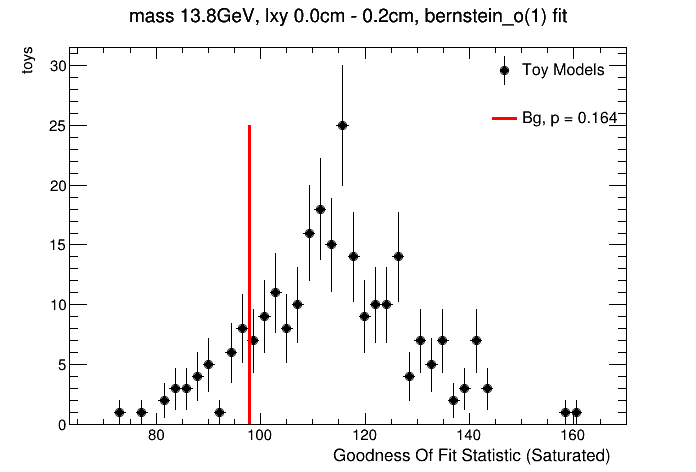 mass 13.8GeV, lxy 0.0cm - 0.2cm, bernstein_o(1) fit
toys
30
25
20
15
10
5
0
Toy Models
Bg, p = 0.164
80 100 120 140 160
Goodness Of Fit Statistic (Saturated)